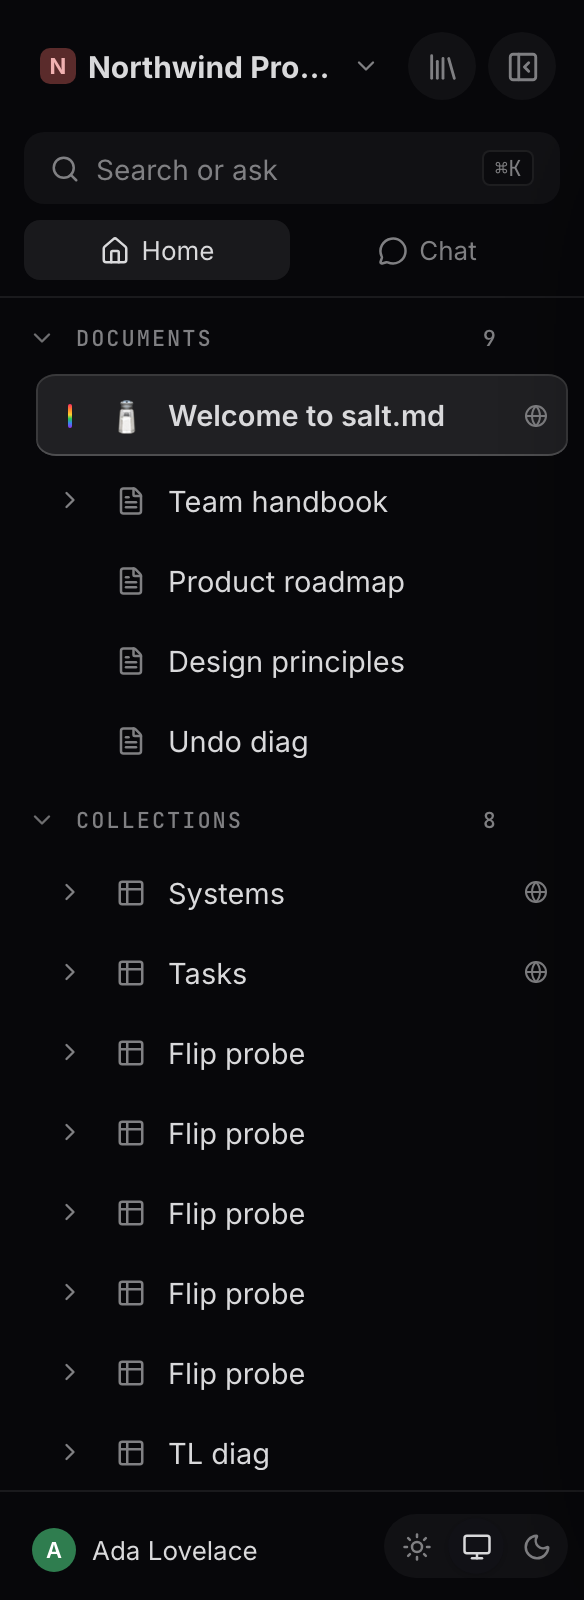 N Northwind Pro...
Search or ask ⌘K
Home Chat
DOCUMENTS 9
Welcome to salt.md
Team handbook
Product roadmap
Design principles
Undo diag
COLLECTIONS 8
Systems
Tasks
Flip probe
Flip probe
Flip probe
Flip probe
Flip probe
TL diag
A Ada Lovelace